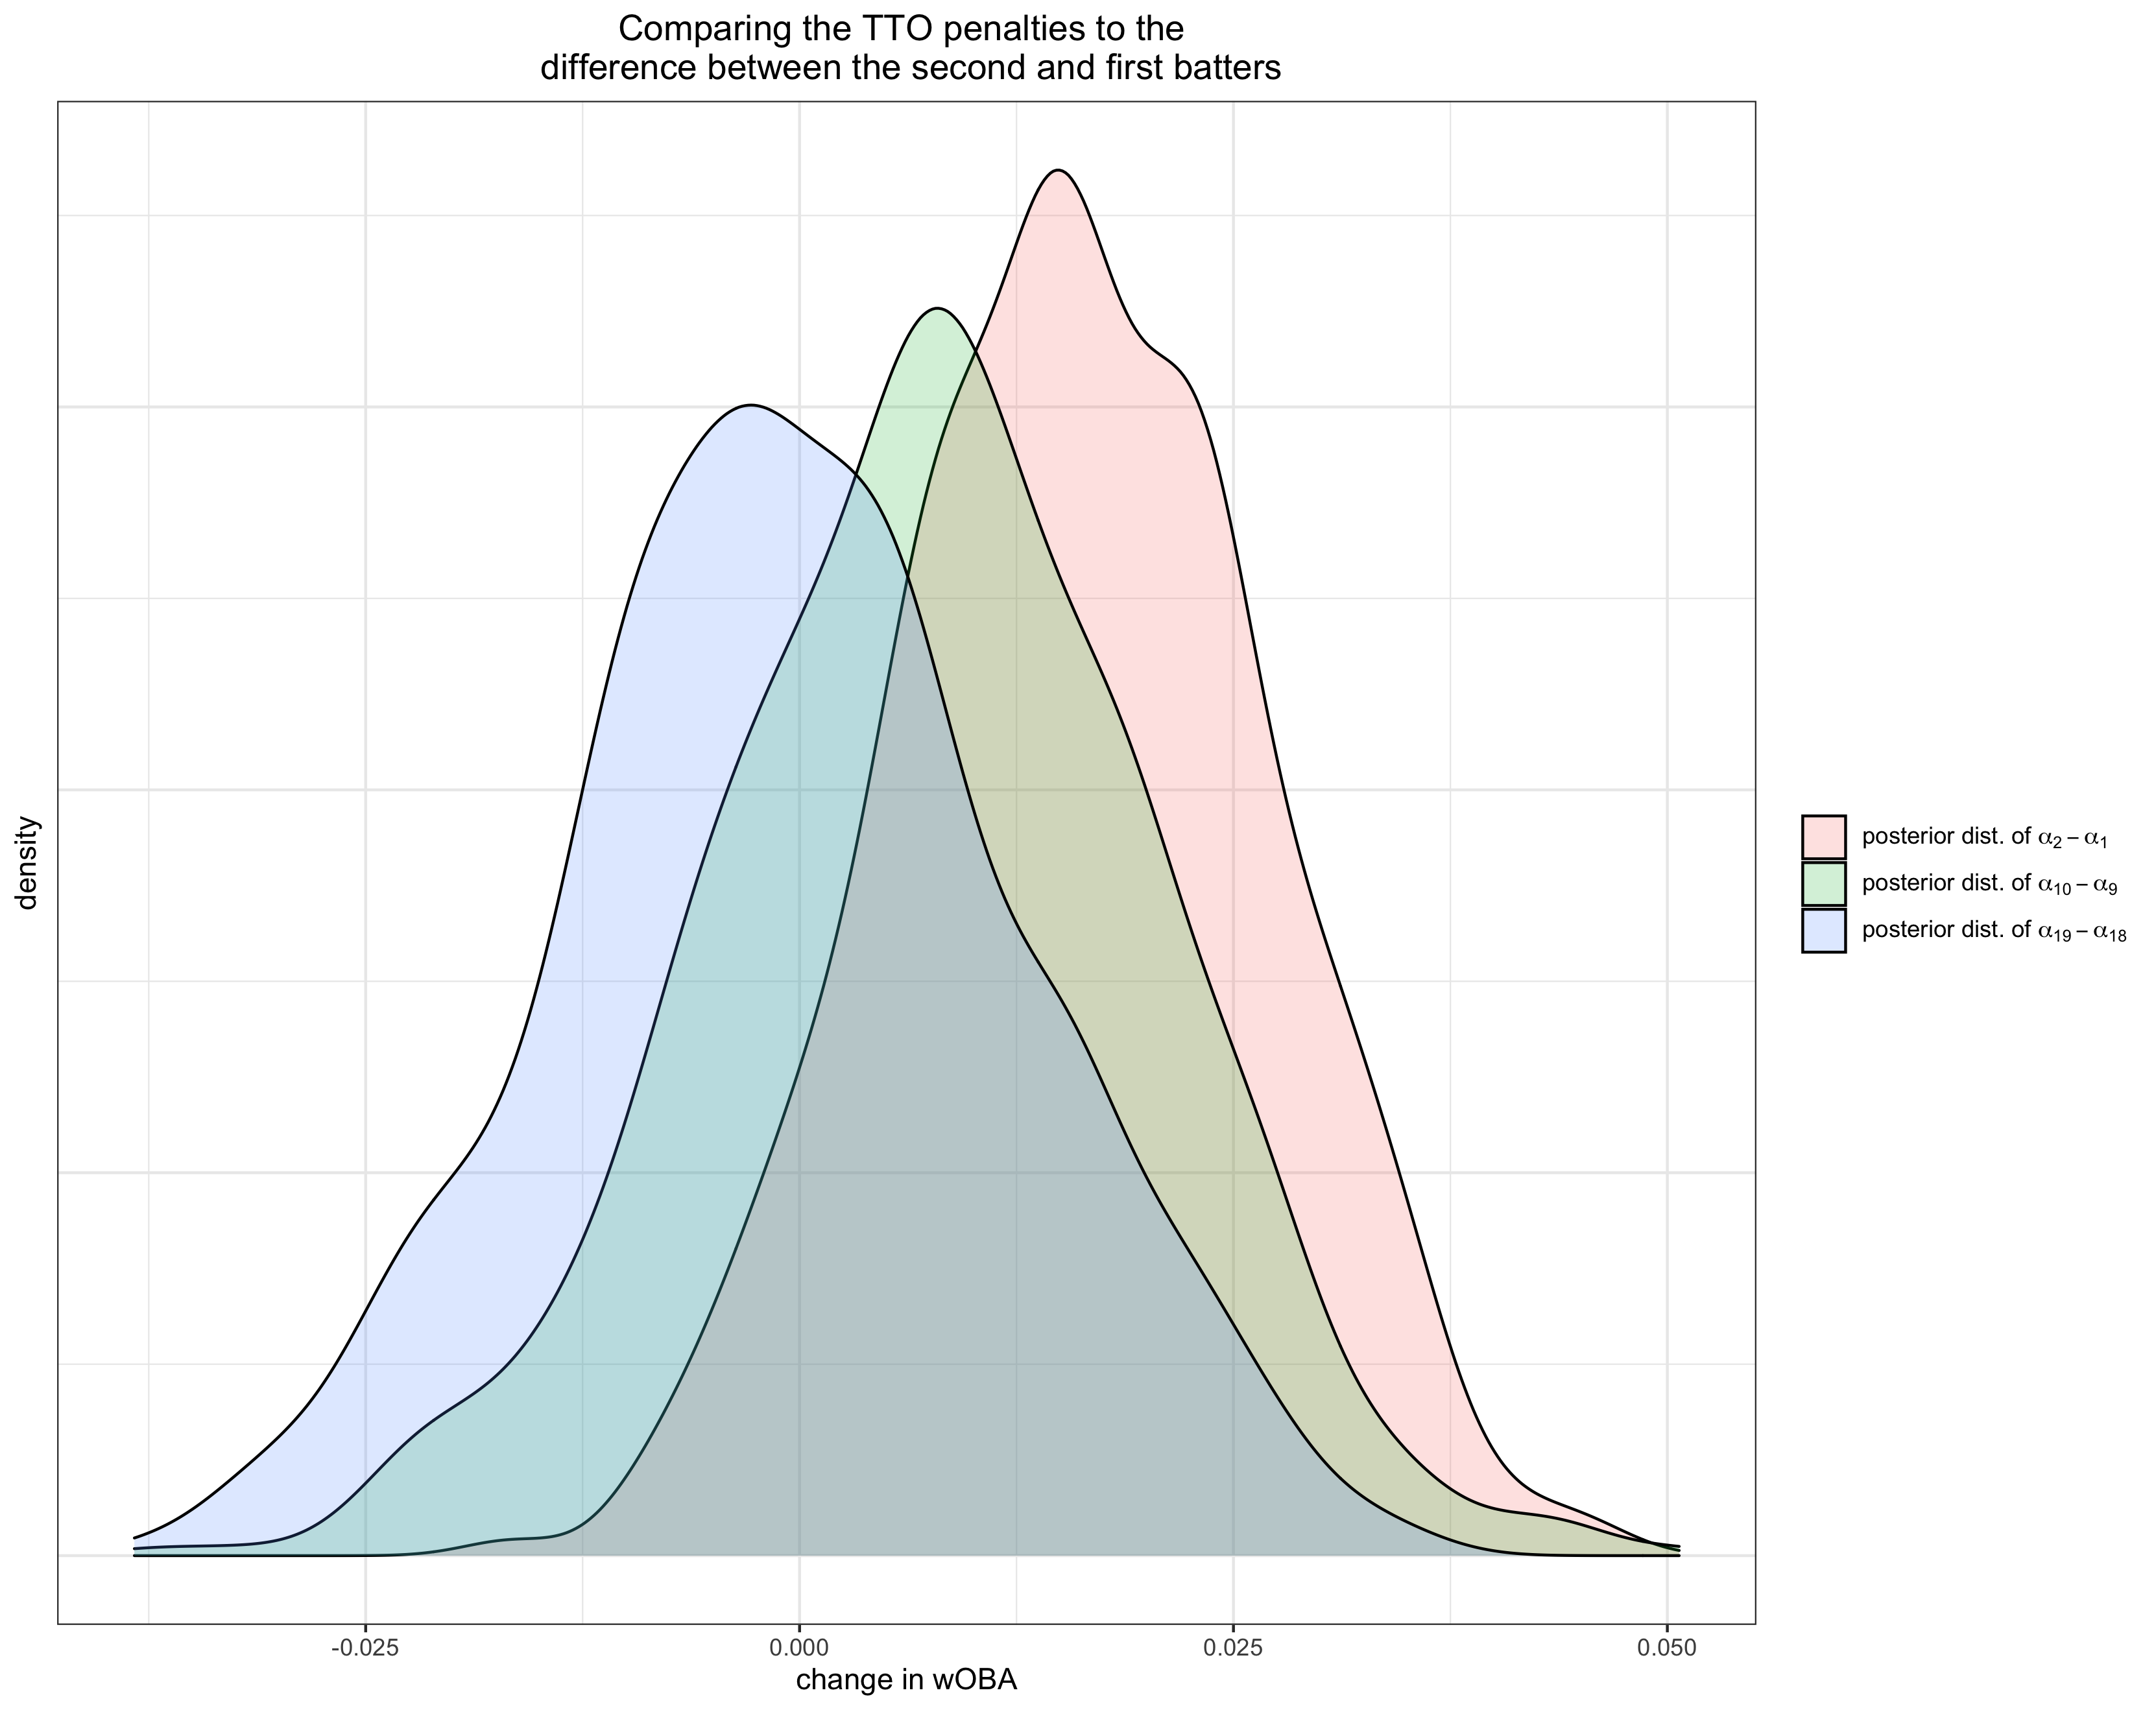 Comparing the TTO penalties to the
difference between the second and first batters
density
posterior dist. of α₂ – α₁
posterior dist. of α₁₀ – α₉
posterior dist. of α₁₉ – α₁₈
-0.025
0.000
0.025
0.050
change in wOBA